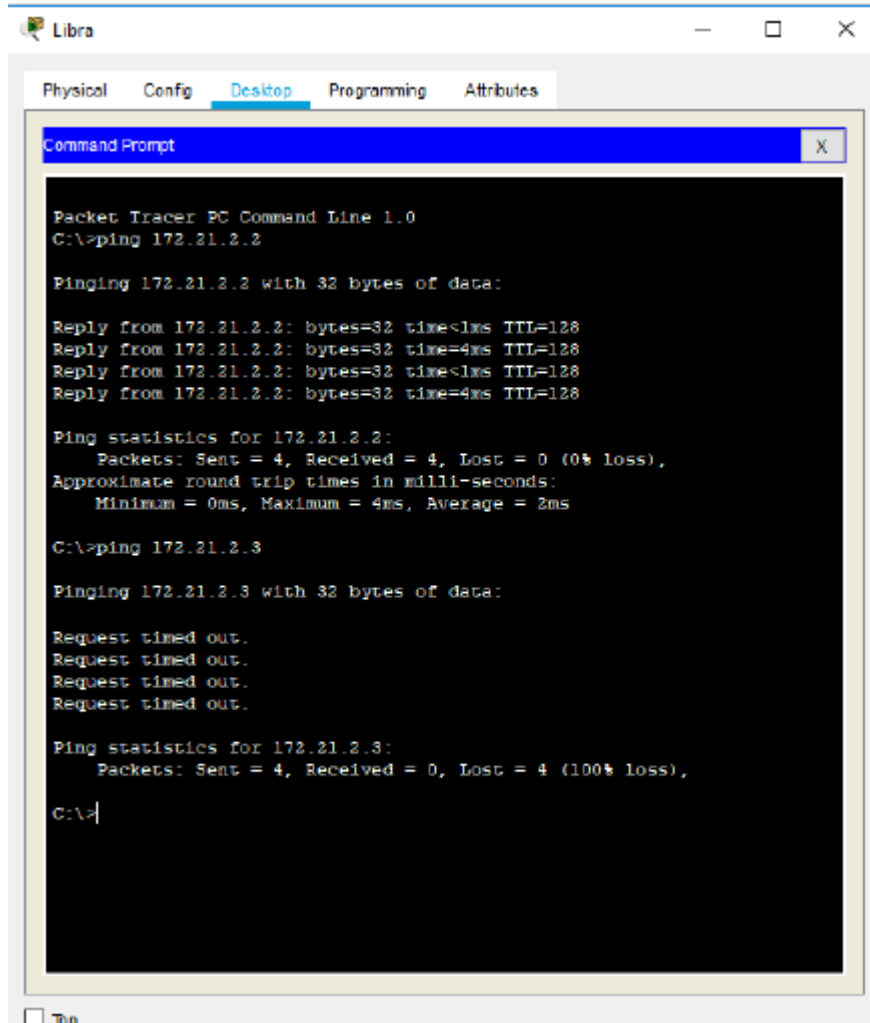 Libra
Physical Config Desktop Programming Attributes
Command Prompt X
Packet Tracer PC Command Line 1.0
C:\>ping 172.21.2.2
Pinging 172.21.2.2 with 32 bytes of data:
Reply from 172.21.2.2: bytes=32 time<1ms TTL=128
Reply from 172.21.2.2: bytes=32 time=4ms TTL=128
Reply from 172.21.2.2: bytes=32 time<1ms TTL=128
Reply from 172.21.2.2: bytes=32 time=4ms TTL=128
Ping statistics for 172.21.2.2:
Packets: Sent = 4, Received = 4, Lost = 0 (0% loss),
Approximate round trip times in milli-seconds:
Minimum = 0ms, Maximum = 4ms, Average = 2ms
C:\>ping 172.21.2.3
Pinging 172.21.2.3 with 32 bytes of data:
Request timed out.
Request timed out.
Request timed out.
Request timed out.
Ping statistics for 172.21.2.3:
Packets: Sent = 4, Received = 0, Lost = 4 (100% loss),
C:\>
Top